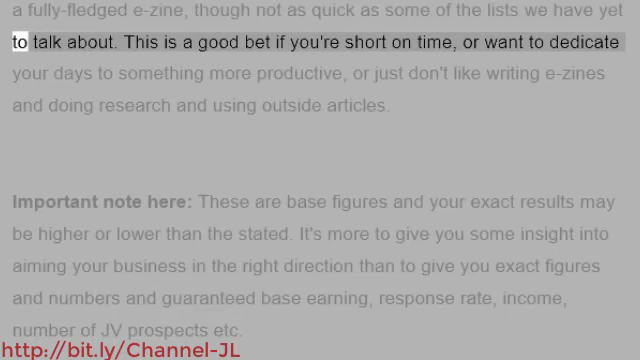 a fully-fledged e-zine, though not as quick as some of the lists we have yet
to talk about. This is a good bet if you're short on time, or want to dedicate
your days to something more productive, or just don't like writing e-zines
and doing research and using outside articles.
Important note here: These are base figures and your exact results may
be higher or lower than the stated. It's more to give you some insight into
aiming your business in the right direction than to give you exact figures
and numbers and guaranteed base earning, response rate, income,
number of JV prospects etc.
http://bit.ly/Channel-JL